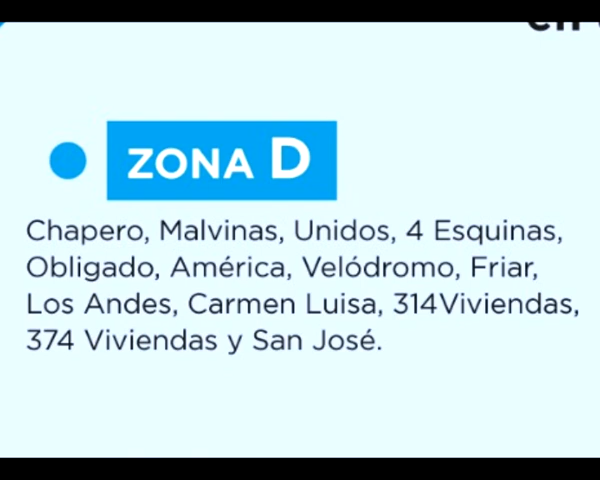 ZONA D
Chapero, Malvinas, Unidos, 4 Esquinas,
Obligado, América, Velódromo, Friar,
Los Andes, Carmen Luisa, 314Viviendas,
374 Viviendas y San José.